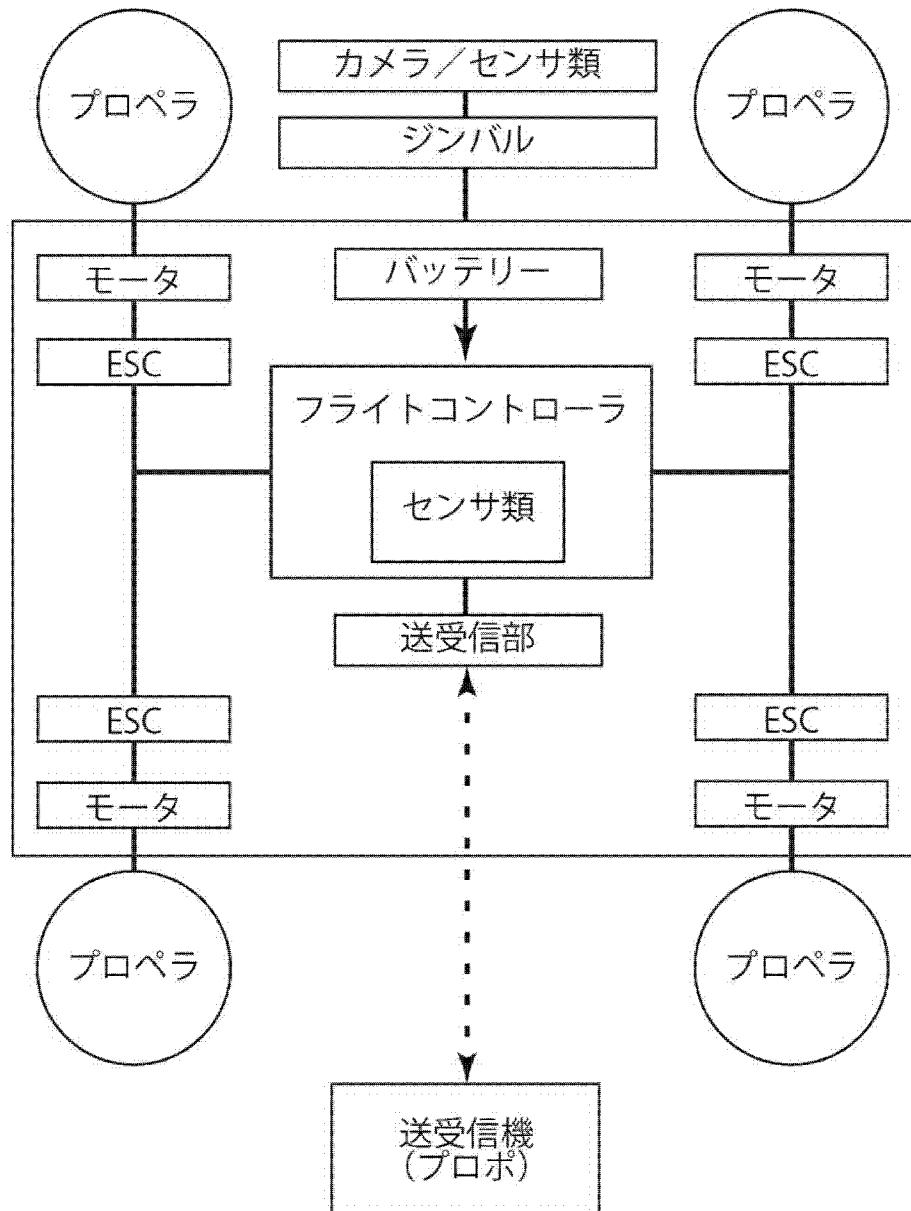 プロペラ
カメラ／センサ類
プロペラ
ジンバル
モータ
バッテリー
モータ
ESC
ESC
フライトコントローラ
センサ類
送受信部
ESC
ESC
モータ
モータ
プロペラ
プロペラ
送受信機
(プロポ)